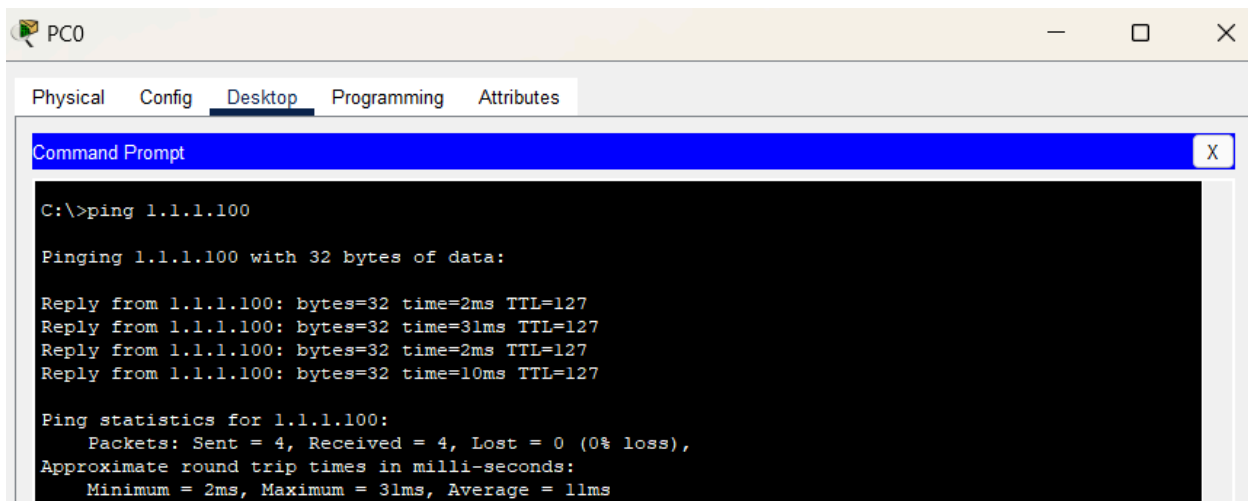 PC0
Physical Config Desktop Programming Attributes
Command Prompt X
C:\>ping 1.1.1.100
Pinging 1.1.1.100 with 32 bytes of data:
Reply from 1.1.1.100: bytes=32 time=2ms TTL=127
Reply from 1.1.1.100: bytes=32 time=31ms TTL=127
Reply from 1.1.1.100: bytes=32 time=2ms TTL=127
Reply from 1.1.1.100: bytes=32 time=10ms TTL=127
Ping statistics for 1.1.1.100:
Packets: Sent = 4, Received = 4, Lost = 0 (0% loss),
Approximate round trip times in milli-seconds:
Minimum = 2ms, Maximum = 31ms, Average = 11ms